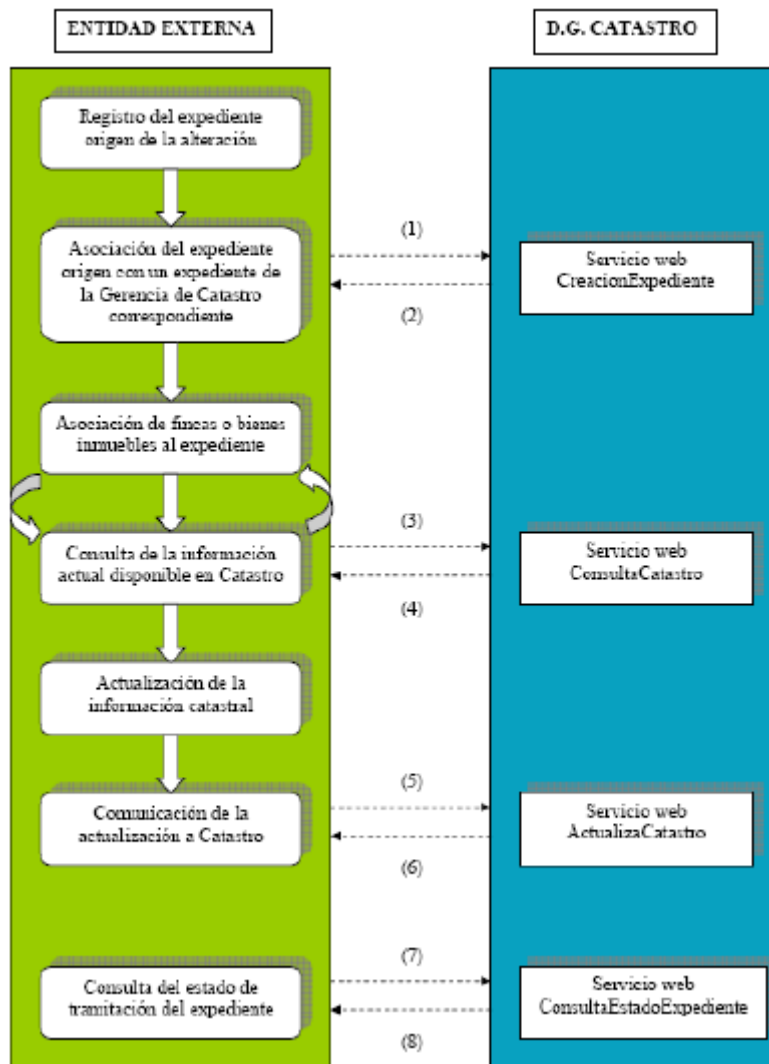 ENTIDAD EXTERNA
D.G. CATASTRO
Registro del expediente
origen de la alteración
Asociación del expediente
origen con un expediente de
la Gerencia de Catastro
correspondiente
(1)
(2)
Servicio web
CreacionExpediente
Asociación de fincas o bienes
inmuebles al expediente
Consulta de la información
actual disponible en Catastro
(3)
(4)
Servicio web
ConsultaCatastro
Actualización de la
información catastral
Comunicación de la
actualización a Catastro
(5)
(6)
Servicio web
ActualizaCatastro
Consulta del estado de
tramitación del expediente
(7)
(8)
Servicio web
ConsultaEstadoExpediente